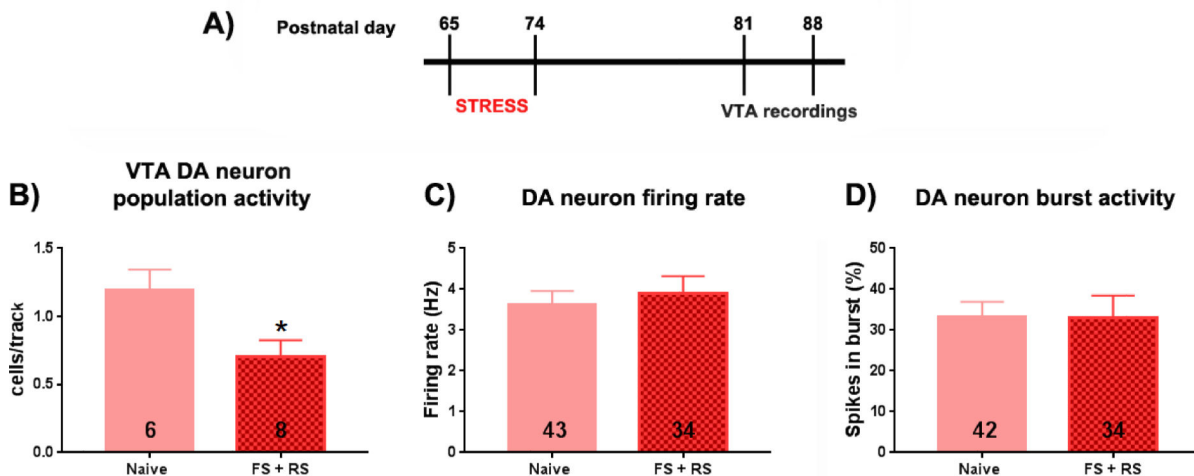 A)
Postnatal day
65
74
81
88
STRESS
VTA recordings
B)
VTA DA neuron
population activity
cells/track
1.5
1.0
0.5
0.0
*
6
8
Naive
FS + RS
C)
DA neuron firing rate
Firing rate (Hz)
5
4
3
2
1
0
43
34
Naive
FS + RS
D)
DA neuron burst activity
Spikes in burst (%)
50
40
30
20
10
0
42
34
Naive
FS + RS